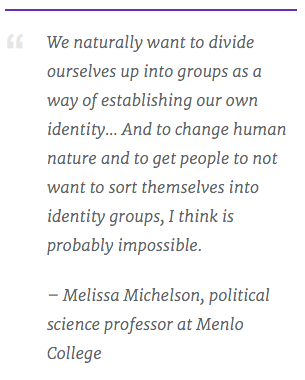 “
We naturally want to divide
ourselves up into groups as a
way of establishing our own
identity... And to change human
nature and to get people to not
want to sort themselves into
identity groups, I think is
probably impossible.
– Melissa Michelson, political
science professor at Menlo
College